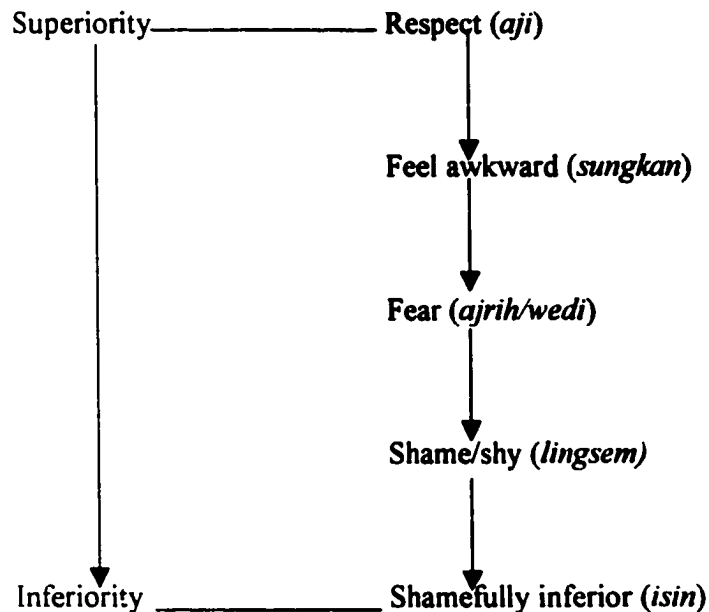 Superiority Respect (aji)
Feel awkward (sungkan)
Fear (ajrih/wedi)
Shame/shy (lingsem)
Inferiority Shamefully inferior (isin)